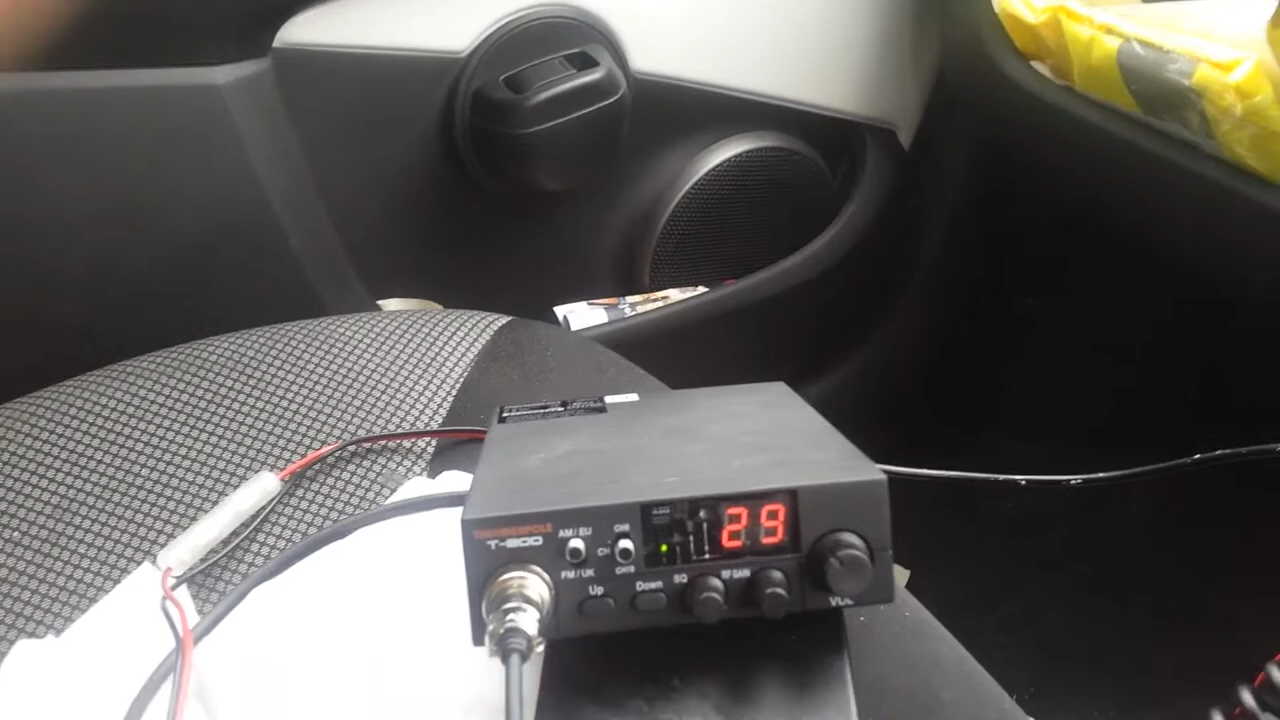 THUNDERPOLE
T-800
AM / EU
FM / UK
CH9
CH
CH19
29
Up
Down
SQ
RF GAIN
VOL